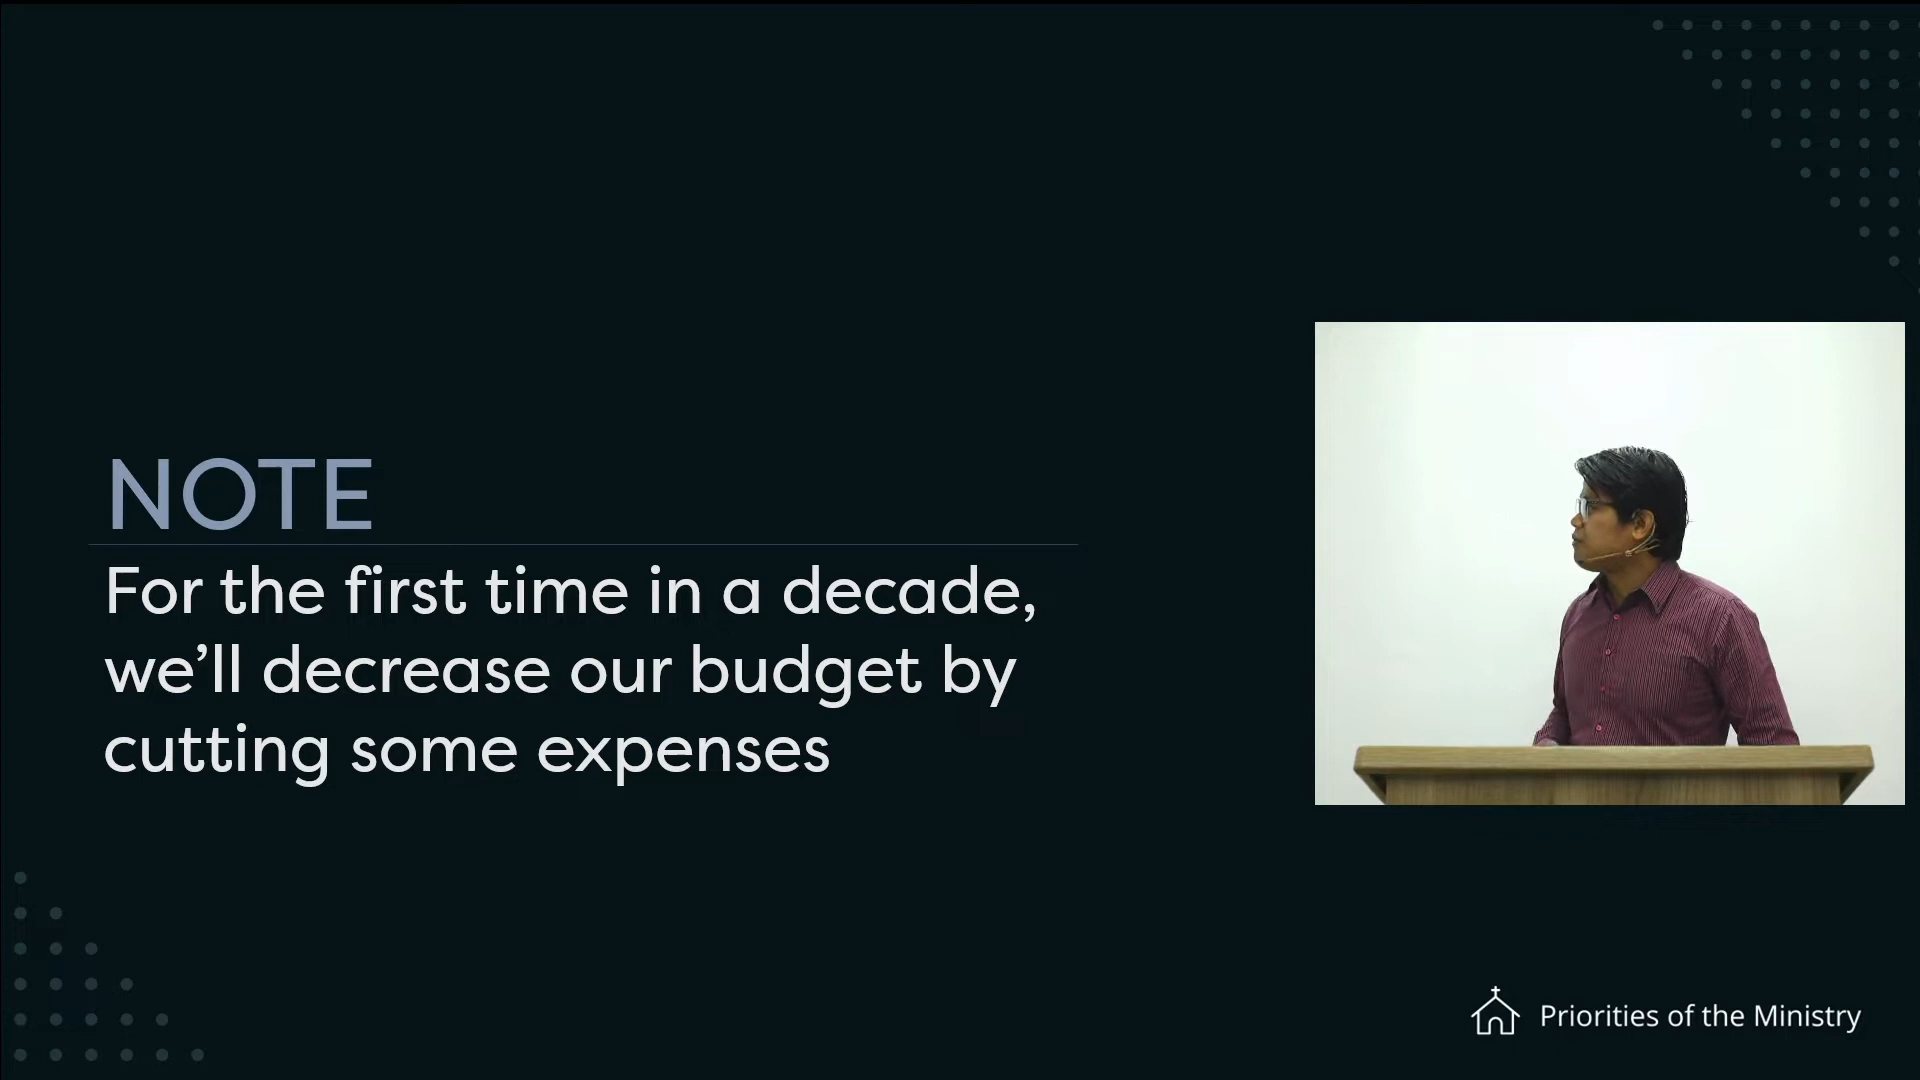 NOTE
For the first time in a decade,
we’ll decrease our budget by
cutting some expenses
Priorities of the Ministry